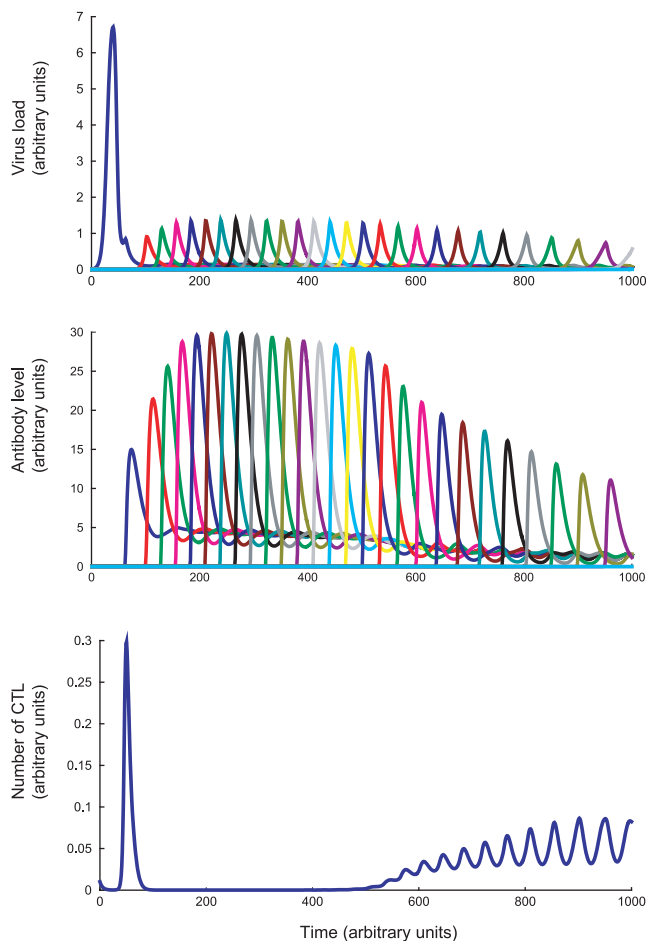 7
6
5
4
3
2
1
0
0 200 400 600 800 1000
Virus load
(arbitrary units)
30
25
20
15
10
5
0
0 200 400 600 800 1000
Antibody level
(arbitrary units)
0.3
0.25
0.2
0.15
0.1
0.05
0
0 200 400 600 800 1000
Number of CTL
(arbitrary units)
Time (arbitrary units)